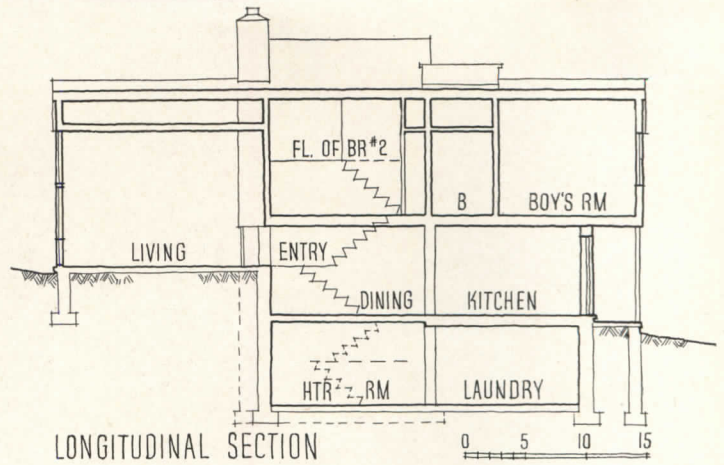 FL. OF BR #2
B BOY'S RM
LIVING ENTRY
DINING KITCHEN
HTR RM LAUNDRY
LONGITUDINAL SECTION
0 5 10 15